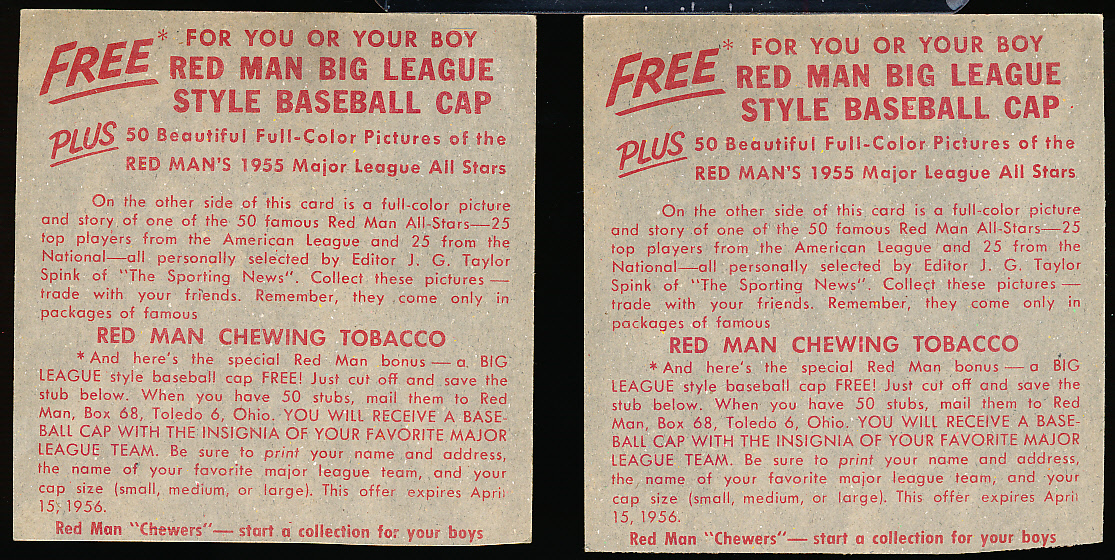 FREE* FOR YOU OR YOUR BOY
RED MAN BIG LEAGUE
STYLE BASEBALL CAP
PLUS 50 Beautiful Full-Color Pictures of the
RED MAN'S 1955 Major League All Stars
On the other side of this card is a full-color picture
and story of one of the 50 famous Red Man All-Stars—25
top players from the American League and 25 from the
National—all personally selected by Editor J. G. Taylor
Spink of "The Sporting News". Collect these pictures —
trade with your friends. Remember, they come only in
packages of famous
RED MAN CHEWING TOBACCO
*And here's the special Red Man bonus — a BIG
LEAGUE style baseball cap FREE! Just cut off and save the
stub below. When you have 50 stubs, mail them to Red
Man, Box 68, Toledo 6, Ohio. YOU WILL RECEIVE A BASE-
BALL CAP WITH THE INSIGNIA OF YOUR FAVORITE MAJOR
LEAGUE TEAM. Be sure to print your name and address,
the name of your favorite major league team, and your
cap size (small, medium, or large). This offer expires April
15, 1956.
Red Man "Chewers"— start a collection for your boys
FREE* FOR YOU OR YOUR BOY
RED MAN BIG LEAGUE
STYLE BASEBALL CAP
PLUS 50 Beautiful Full-Color Pictures of the
RED MAN'S 1955 Major League All Stars
On the other side of this card is a full-color picture
and story of one of the 50 famous Red Man All-Stars—25
top players from the American League and 25 from the
National—all personally selected by Editor J. G. Taylor
Spink of "The Sporting News". Collect these pictures —
trade with your friends. Remember, they come only in
packages of famous
RED MAN CHEWING TOBACCO
*And here's the special Red Man bonus — a BIG
LEAGUE style baseball cap FREE! Just cut off and save the
stub below. When you have 50 stubs, mail them to Red
Man, Box 68, Toledo 6, Ohio. YOU WILL RECEIVE A BASE-
BALL CAP WITH THE INSIGNIA OF YOUR FAVORITE MAJOR
LEAGUE TEAM. Be sure to print your name and address,
the name of your favorite major league team, and your
cap size (small, medium, or large). This offer expires April
15, 1956.
Red Man "Chewers"— start a collection for your boys